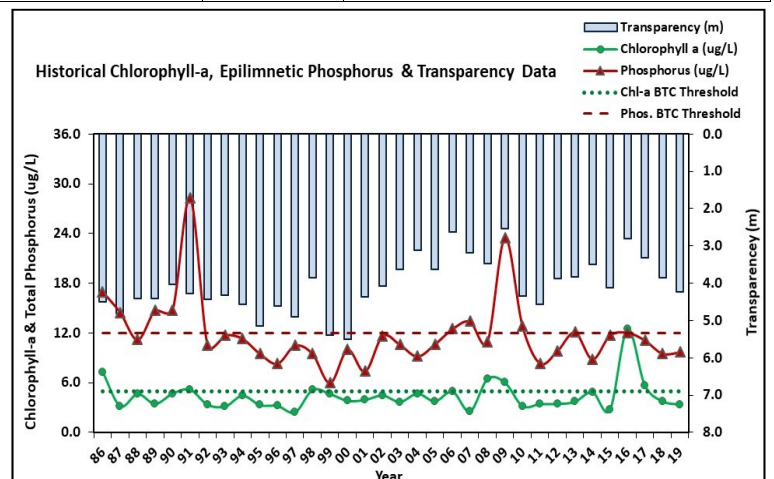 Historical Chlorophyll-a, Epilimnetic Phosphorus & Transparency Data
Transparency (m)
Chlorophyll a (ug/L)
Phosphorus (ug/L)
Chl-a BTC Threshold
Phos. BTC Threshold
Chlorophyll-a & Total Phosphorus (ug/L)
36.0
30.0
24.0
18.0
12.0
6.0
0.0
0.0
1.0
2.0
3.0
4.0
5.0
6.0
7.0
8.0
Transparencey (m)
86 87 88 89 90 91 92 93 94 95 96 97 98 99 00 01 02 03 04 05 06 07 08 09 10 11 12 13 14 15 16 17 18 19
Year